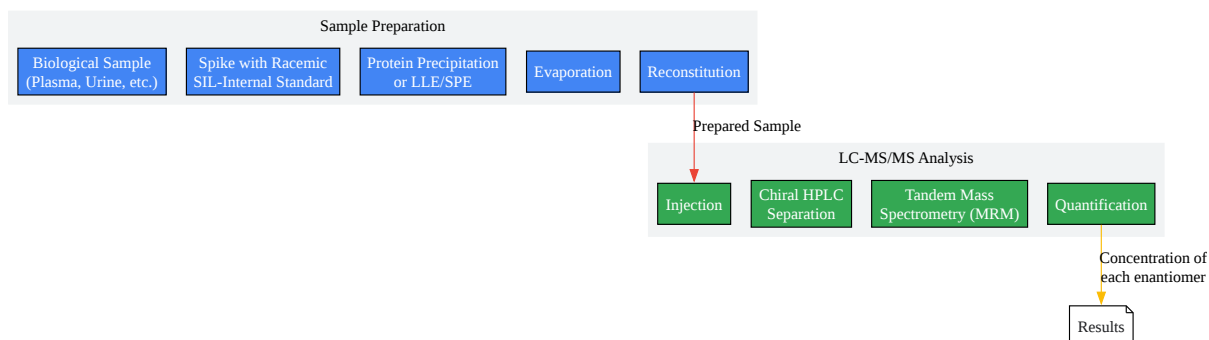 Sample Preparation
Biological Sample
(Plasma, Urine, etc.)
Spike with Racemic
SIL-Internal Standard
Protein Precipitation
or LLE/SPE
Evaporation
Reconstitution
Prepared Sample
LC-MS/MS Analysis
Injection
Chiral HPLC
Separation
Tandem Mass
Spectrometry (MRM)
Quantification
Concentration of
each enantiomer
Results